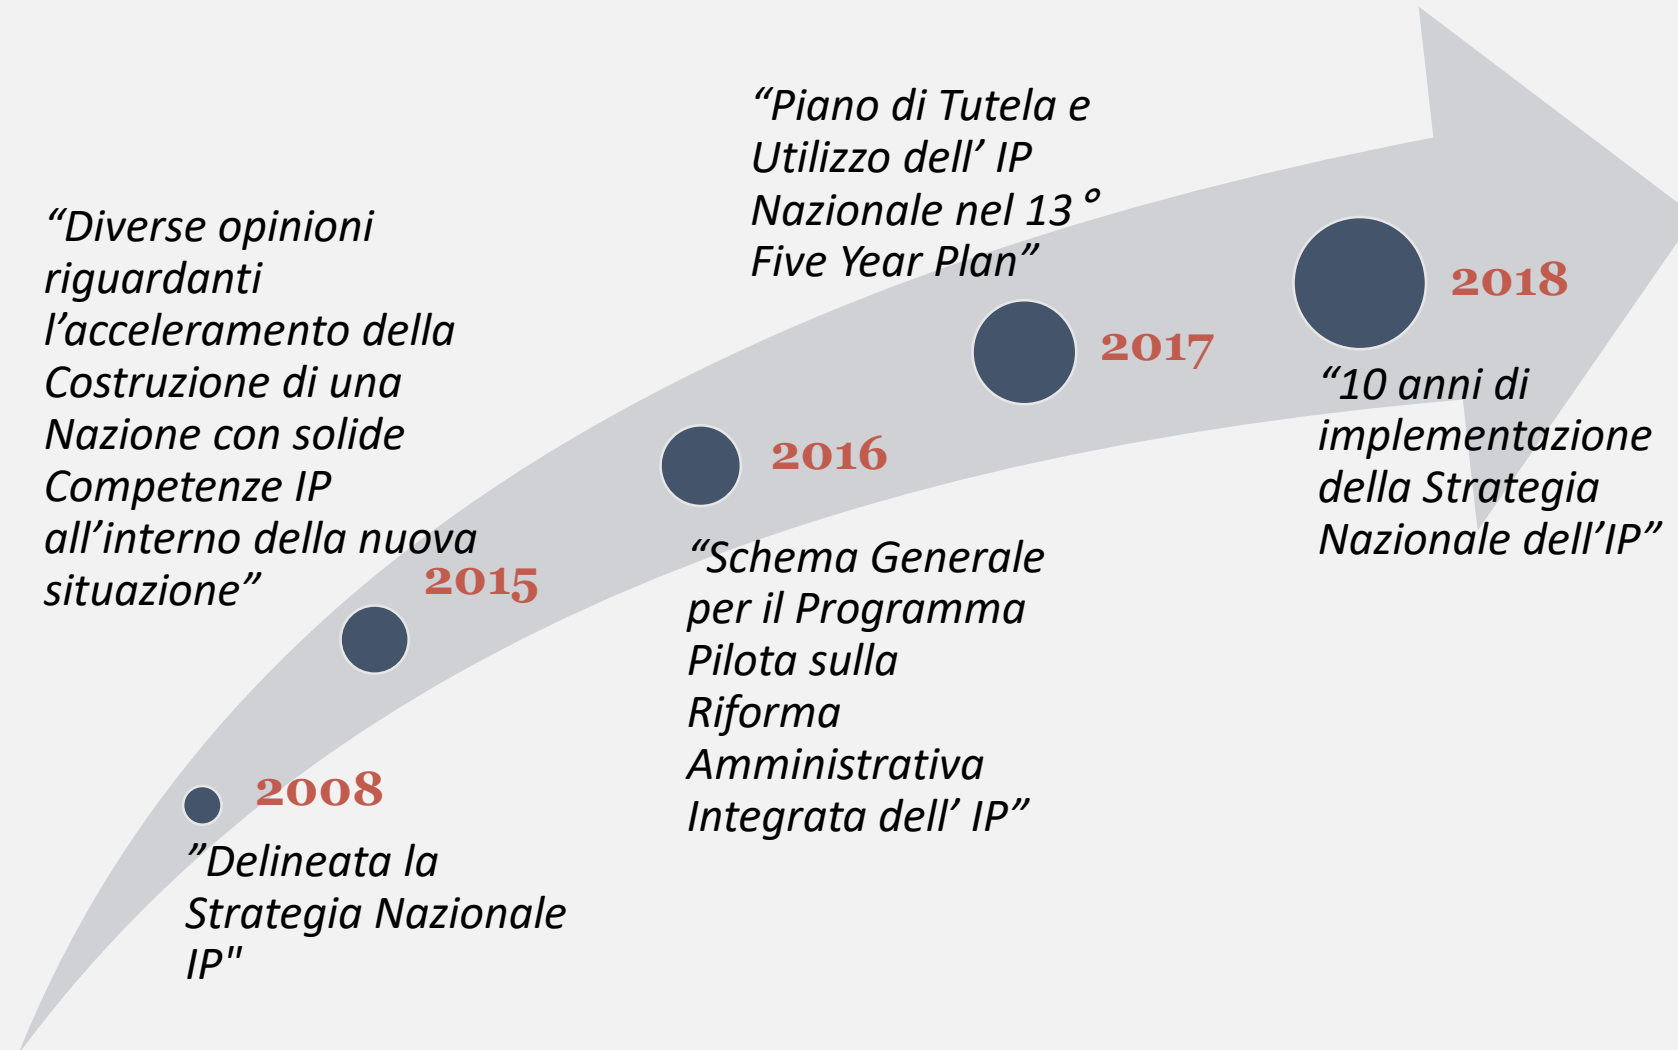 “Diverse opinioni
riguardanti
l’acceleramento della
Costruzione di una
Nazione con solide
Competenze IP
all’interno della nuova
situazione”
2015
2008
”Delineata la
Strategia Nazionale
IP"
“Piano di Tutela e
Utilizzo dell’ IP
Nazionale nel 13°
Five Year Plan”
2017
2016
“Schema Generale
per il Programma
Pilota sulla
Riforma
Amministrativa
Integrata dell’ IP”
2018
“10 anni di
implementazione
della Strategia
Nazionale dell’IP”